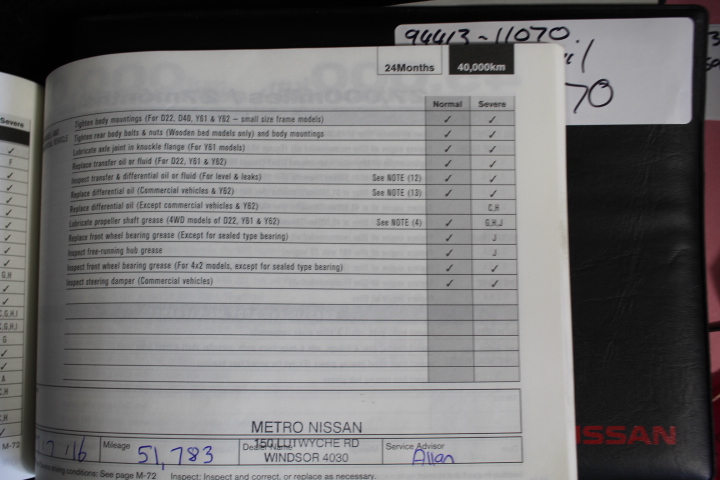 94413-11070.
24Months 40,000km
Normal Severe
Severe
Tighten body mountings (For D22, D40, Y61 & Y62 – small size frame models) ✓ ✓
Tighten rear body bolts & nuts (Wooden bed models only) and body mountings ✓ ✓
Lubricate axle joint in knuckle flange (For Y61 models) ✓ ✓
Replace transfer oil or fluid (For D22, Y61 & Y62) ✓ ✓
Inspect transfer & differential oil or fluid (For level & leaks) See NOTE (12) ✓ ✓
Replace differential oil (Commercial vehicles & Y62) See NOTE (13) ✓ ✓
Replace differential oil (Except commercial vehicles & Y62) C,H
Lubricate propeller shaft grease (4WD models of D22, Y61 & Y62) See NOTE (4) ✓ G,H,J
Replace front wheel bearing grease (Except for sealed type bearing) ✓ J
Inspect free-running hub grease ✓ J
Inspect front wheel bearing grease (For 4x2 models, except for sealed type bearing) ✓ ✓
Inspect steering damper (Commercial vehicles) ✓ ✓
G,H
C,G,H,I
C,G,H,I
G
A
C,H
C,H
M-72
METRO NISSAN
150 LUTWYCHE RD
WINDSOR 4030
Mileage 51,783 Service Advisor Allan
driving conditions: See page M-72 Inspect: Inspect and correct, or replace as necessary.
NISSAN